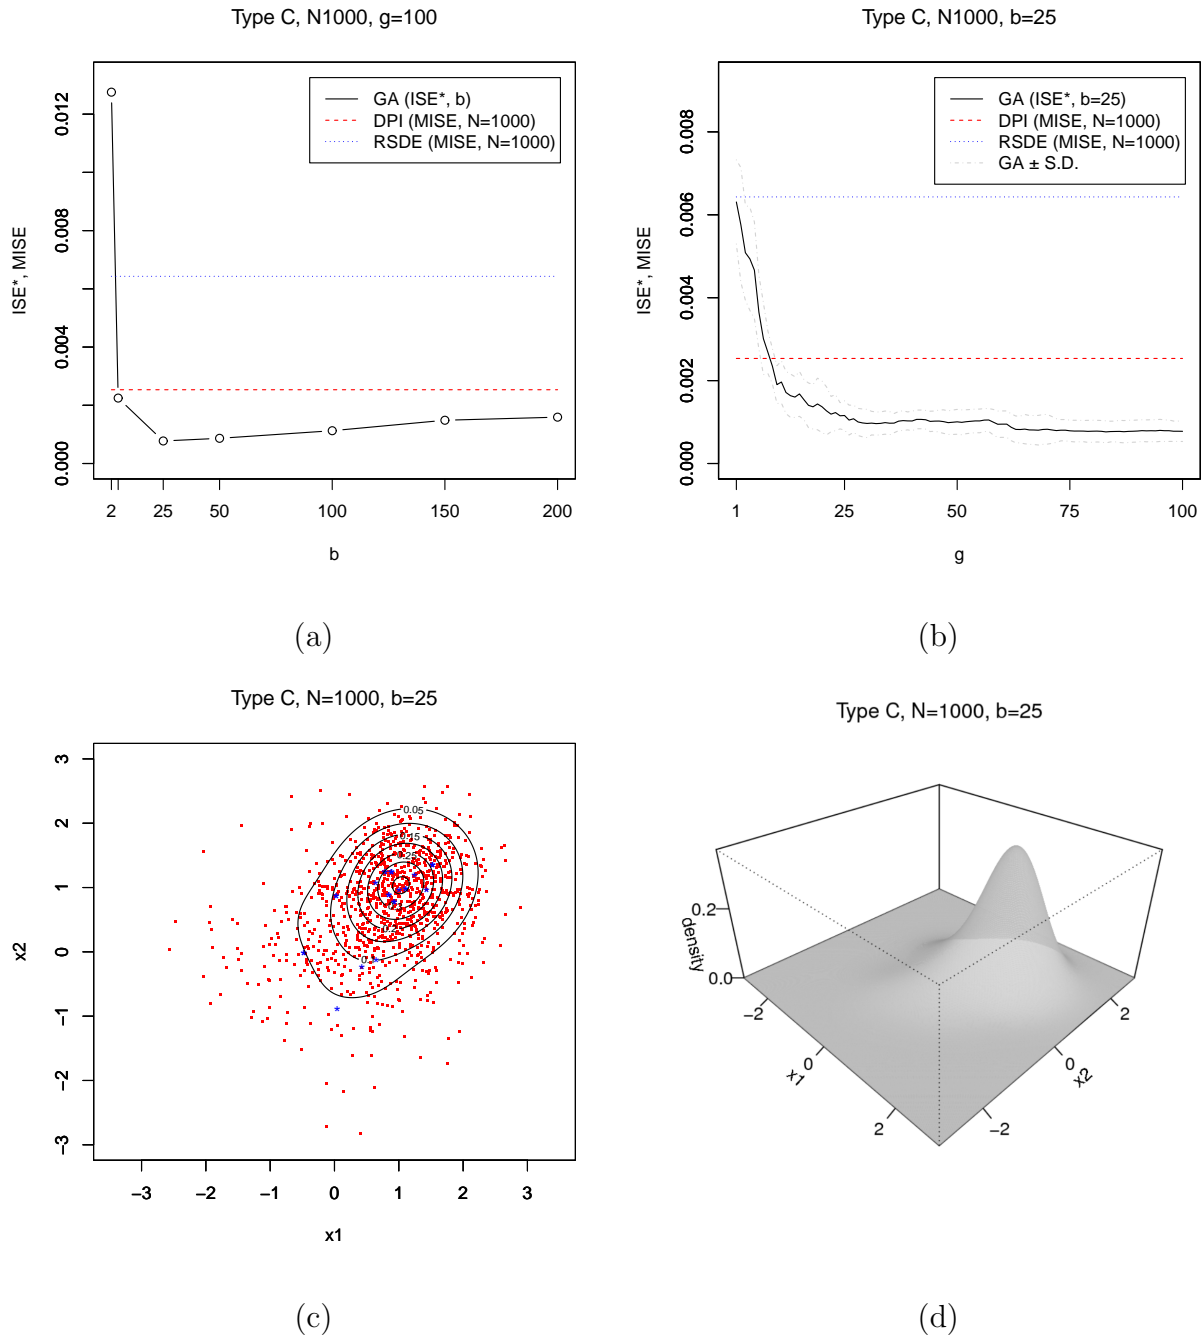 Type C, N1000, g=100
ISE*, MISE
0.000
0.004
0.008
0.012
GA (ISE*, b)
DPI (MISE, N=1000)
RSDE (MISE, N=1000)
2
25
50
100
150
200
b
(a)
Type C, N1000, b=25
ISE*, MISE
0.000
0.002
0.004
0.006
0.008
GA (ISE*, b=25)
DPI (MISE, N=1000)
RSDE (MISE, N=1000)
GA ± S.D.
1
25
50
75
100
g
(b)
Type C, N=1000, b=25
x2
3
2
1
0
−1
−2
−3
0.05
−3
−2
−1
0
1
2
3
x1
(c)
Type C, N=1000, b=25
density
0.2
0.0
−2
0
2
x1
−2
0
2
x2
(d)